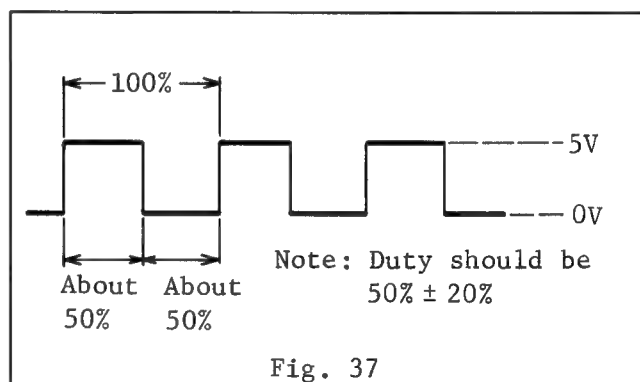 100%
5V
0V
About 50%
About 50%
Note: Duty should be
50% ± 20%
Fig. 37